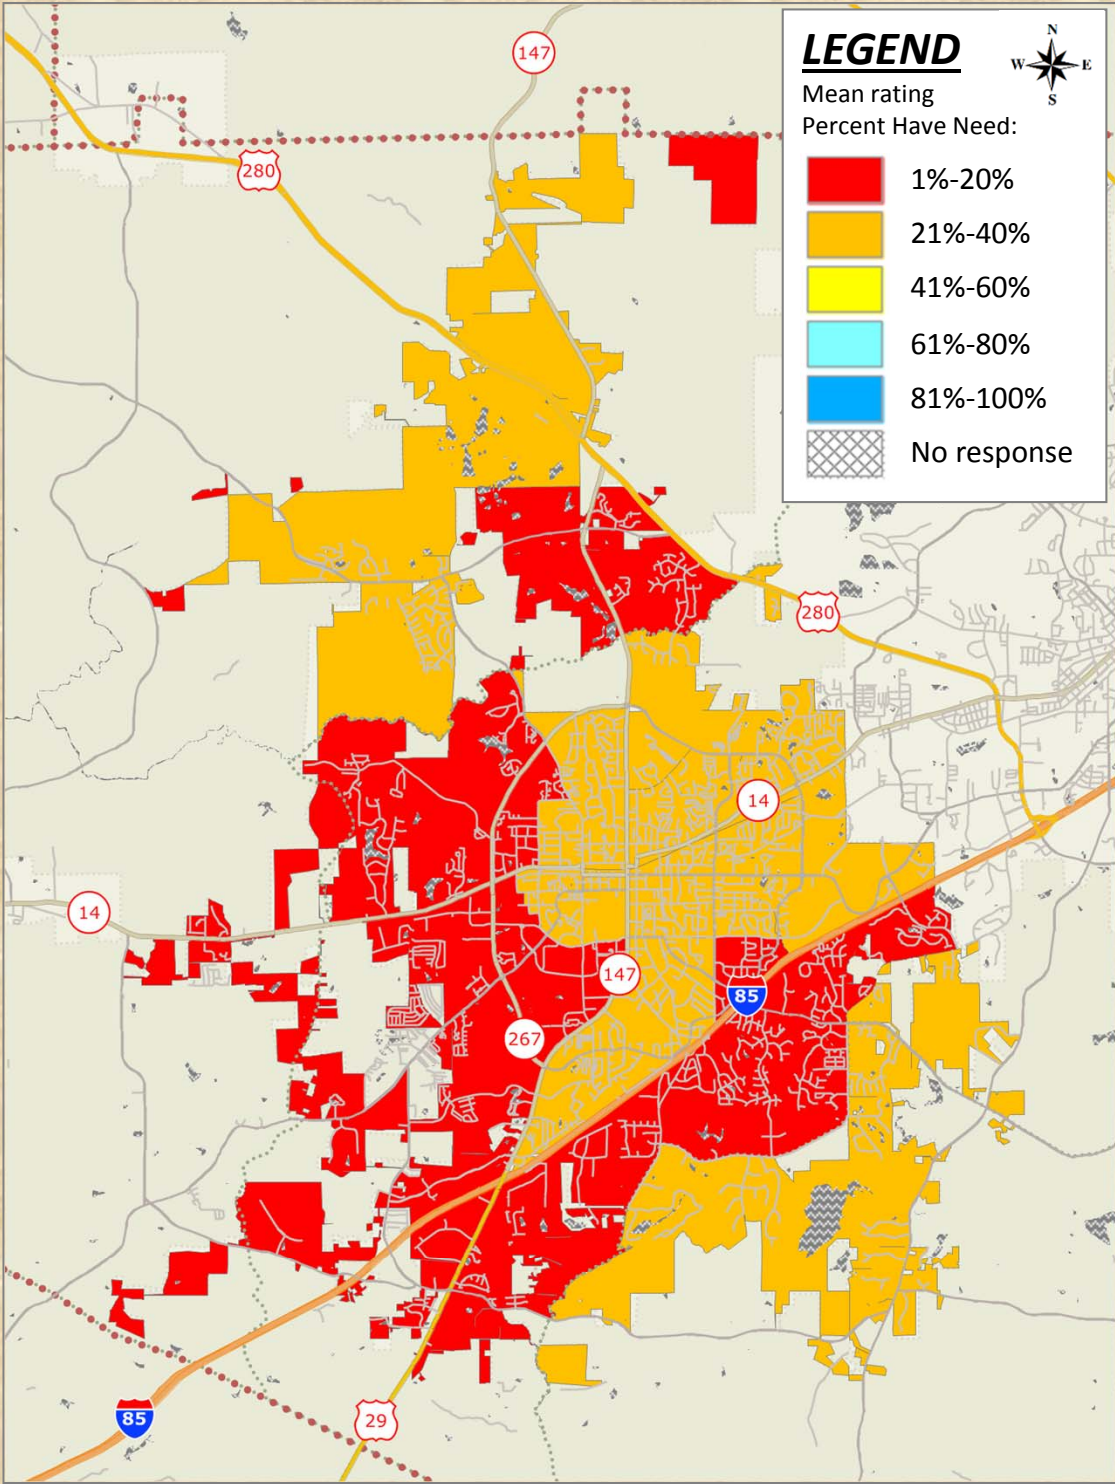 LEGEND
N
W E
S
Mean rating
Percent Have Need:
1%-20%
21%-40%
41%-60%
61%-80%
81%-100%
No response
147
280
280
14
14
147
85
267
85
29